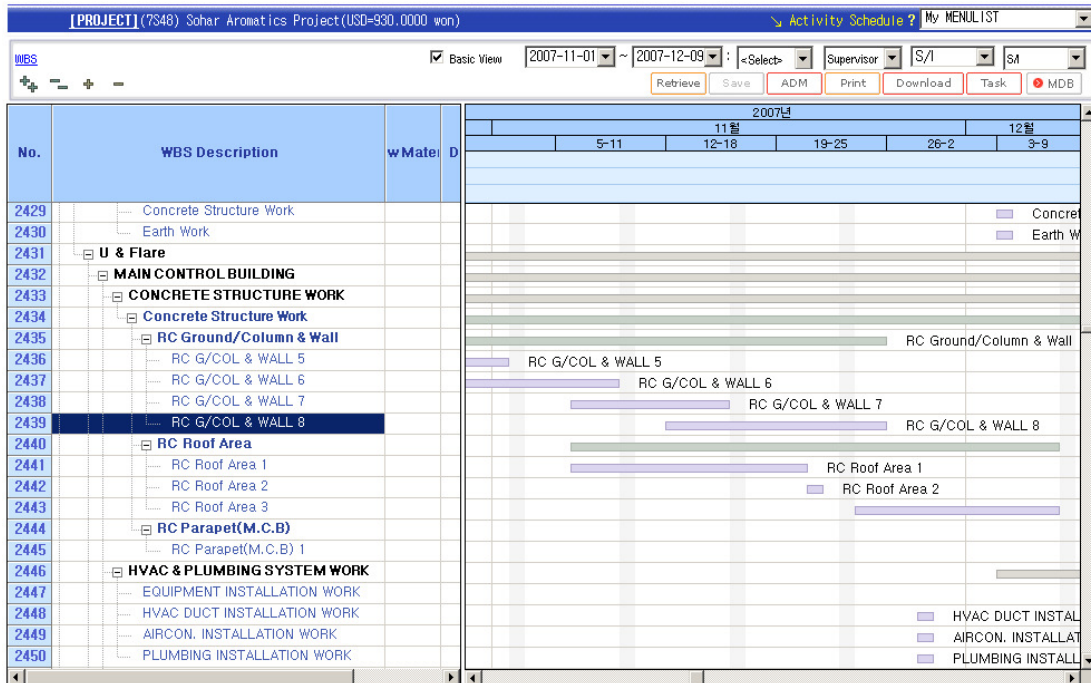 [PROJECT](7S48) Sohar Aromatics Project(USD=930.0000 won)
Activity Schedule ? My MENULIST
WBS
Basic View 2007-11-01 ~ 2007-12-09 : <Select> Supervisor S/I S/I
Retrieve Save ADM Print Download Task MDB
No. WBS Description w Mate D
2007년
11월 12월
5-11 12-18 19-25 26-2 3-9
2429 Concrete Structure Work Concret
2430 Earth Work Earth W
2431 U & Flare
2432 MAIN CONTROL BUILDING
2433 CONCRETE STRUCTURE WORK
2434 Concrete Structure Work
2435 RC Ground/Column & Wall RC Ground/Column & Wall
2436 RC G/COL & WALL 5 RC G/COL & WALL 5
2437 RC G/COL & WALL 6 RC G/COL & WALL 6
2438 RC G/COL & WALL 7 RC G/COL & WALL 7
2439 RC G/COL & WALL 8 RC G/COL & WALL 8
2440 RC Roof Area
2441 RC Roof Area 1 RC Roof Area 1
2442 RC Roof Area 2 RC Roof Area 2
2443 RC Roof Area 3
2444 RC Parapet(M.C.B)
2445 RC Parapet(M.C.B) 1
2446 HVAC & PLUMBING SYSTEM WORK
2447 EQUIPMENT INSTALLATION WORK
2448 HVAC DUCT INSTALLATION WORK HVAC DUCT INSTAL
2449 AIRCON. INSTALLATION WORK AIRCON. INSTALLAT
2450 PLUMBING INSTALLATION WORK PLUMBING INSTALL